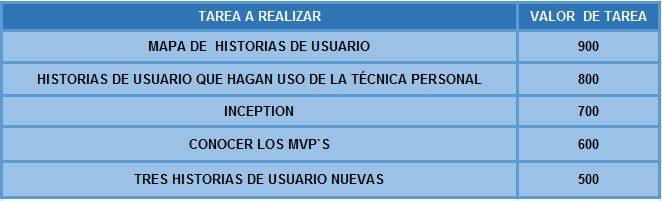 TAREA A REALIZAR VALOR DE TAREA
MAPA DE HISTORIAS DE USUARIO 900
HISTORIAS DE USUARIO QUE HAGAN USO DE LA TÉCNICA PERSONAL 800
INCEPTION 700
CONOCER LOS MVP`S 600
TRES HISTORIAS DE USUARIO NUEVAS 500